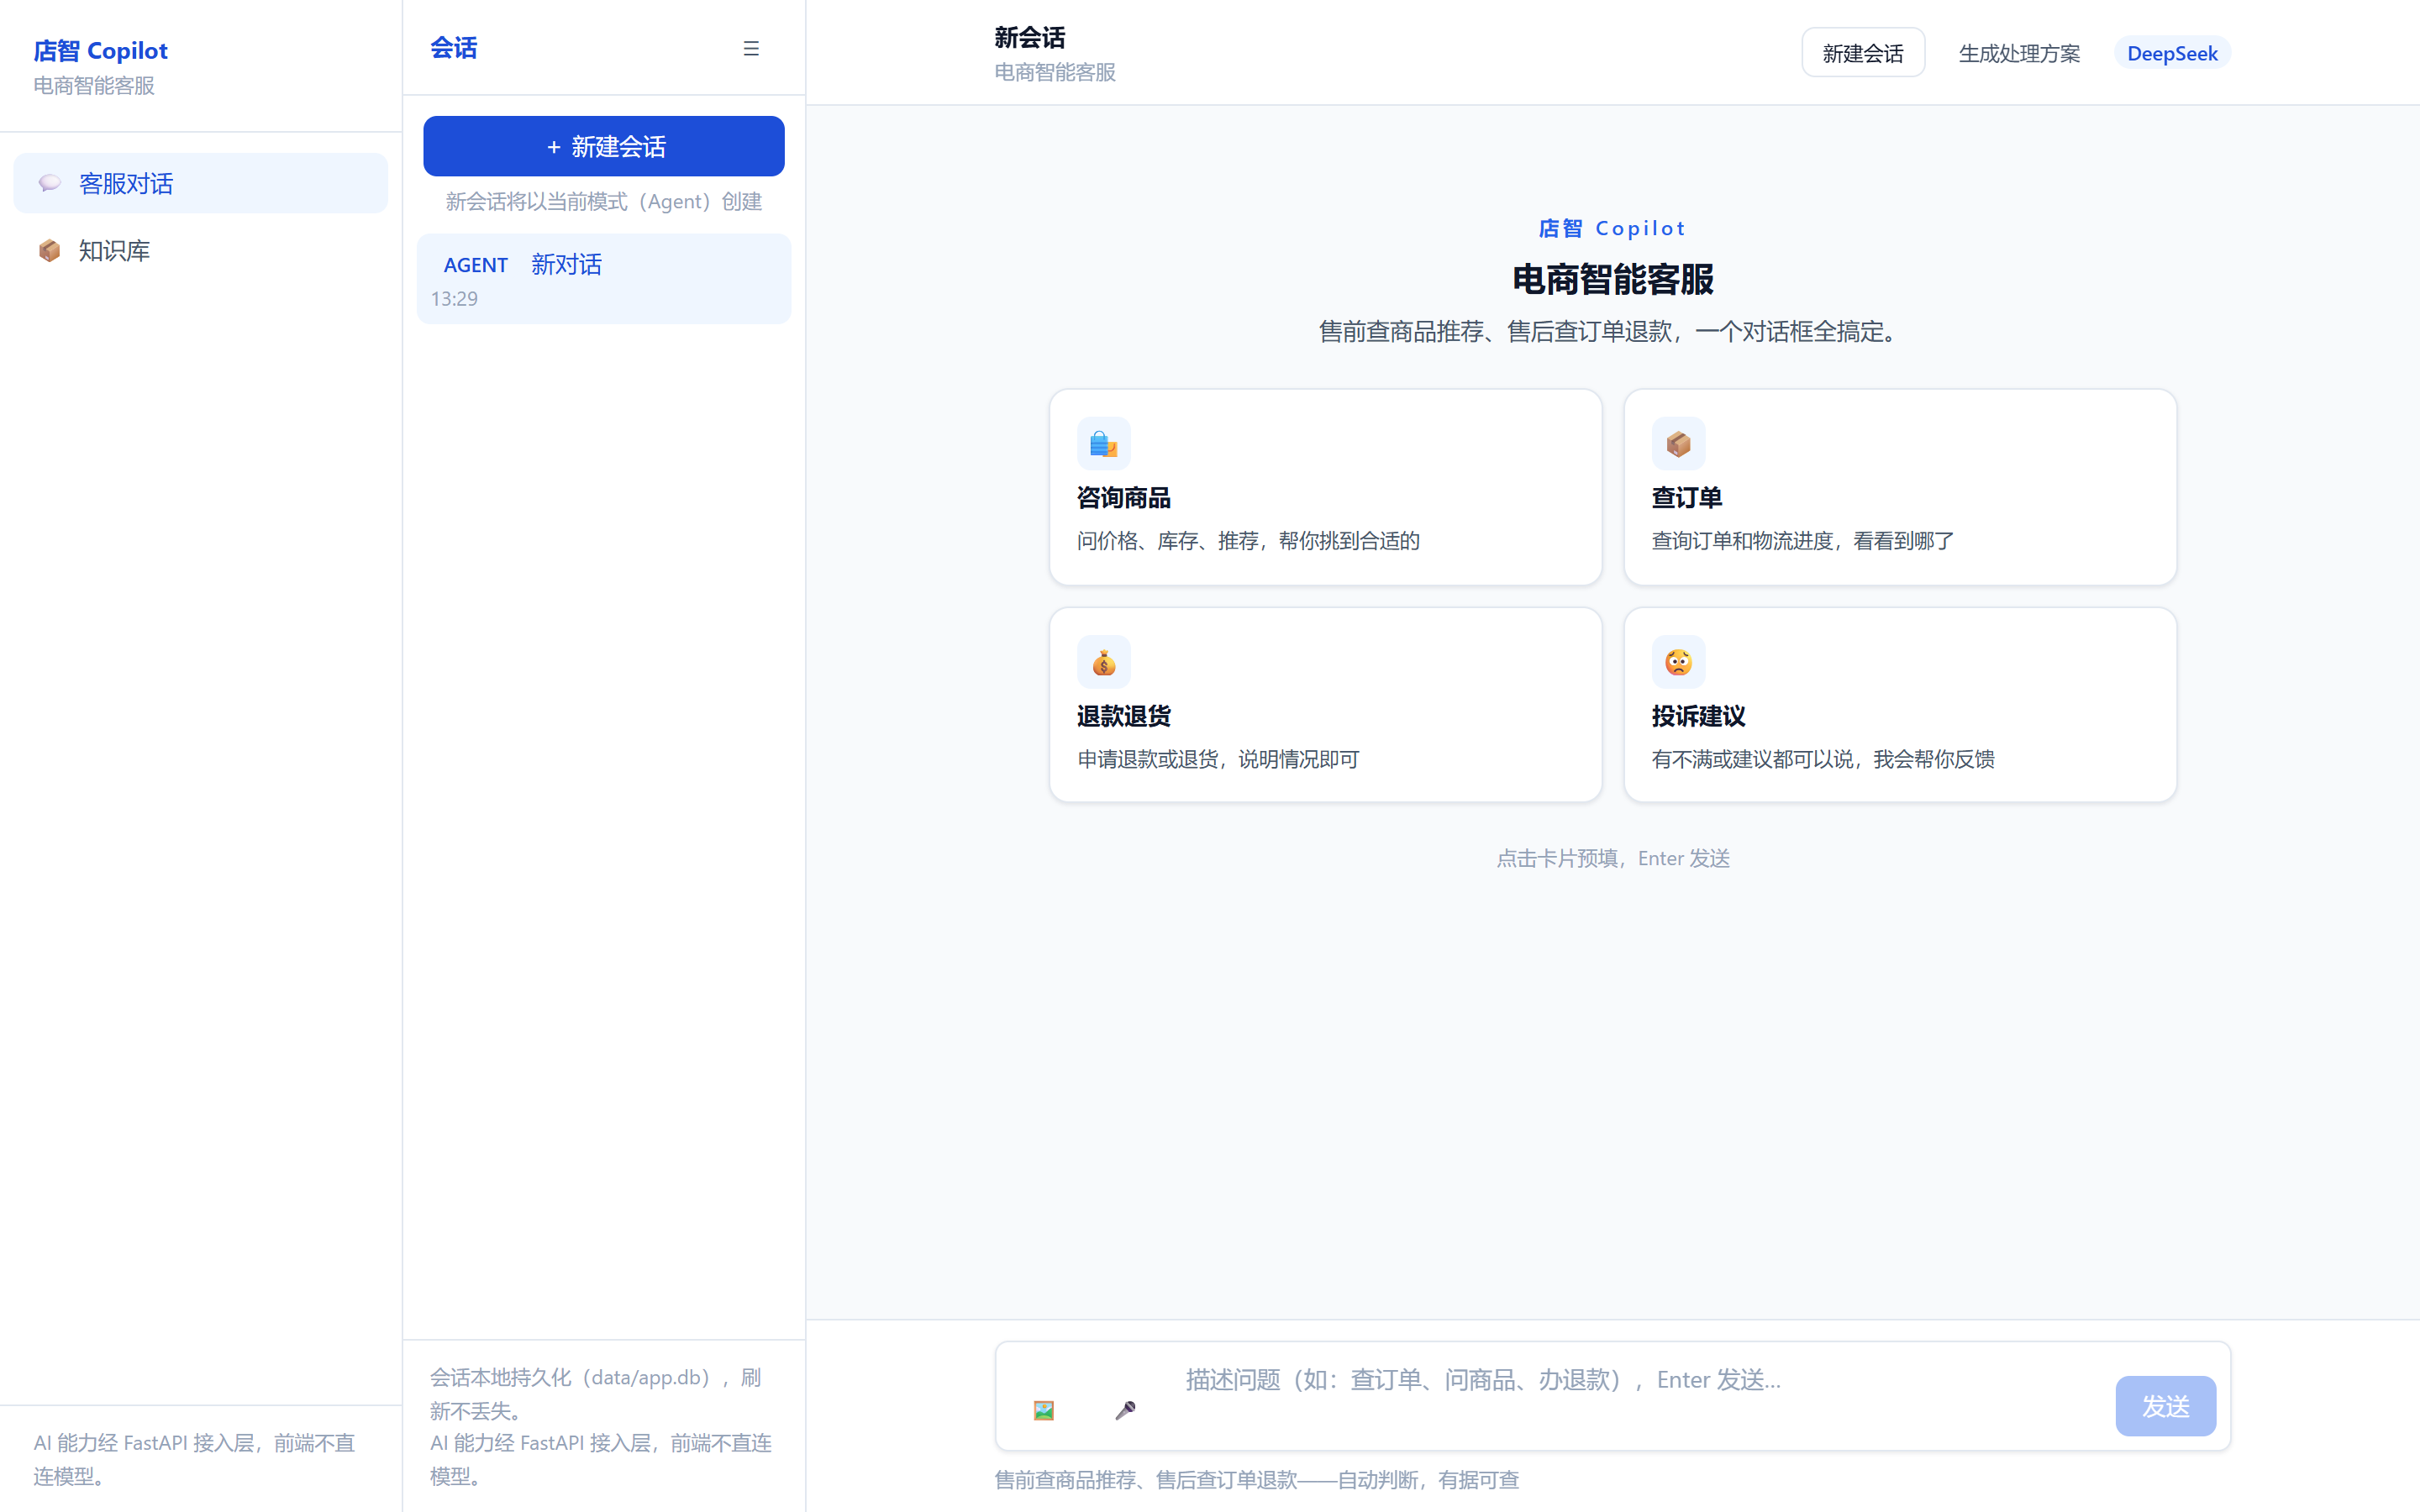 店智 Copilot
电商智能客服
客服对话
知识库
AI 能力经 FastAPI 接入层，前端不直
连模型。
会话
+ 新建会话
新会话将以当前模式（Agent）创建
AGENT 新对话
13:29
会话本地持久化（data/app.db），刷
新不丢失。
AI 能力经 FastAPI 接入层，前端不直连
模型。
新会话
电商智能客服
新建会话
生成处理方案
DeepSeek
店智 Copilot
电商智能客服
售前查商品推荐、售后查订单退款，一个对话框全搞定。
咨询商品
问价格、库存、推荐，帮你挑到合适的
查订单
查询订单和物流进度，看看到哪了
退款退货
申请退款或退货，说明情况即可
投诉建议
有不满或建议都可以说，我会帮你反馈
点击卡片预填，Enter 发送
描述问题（如：查订单、问商品、办退款），Enter 发送...
发送
售前查商品推荐、售后查订单退款——自动判断，有据可查